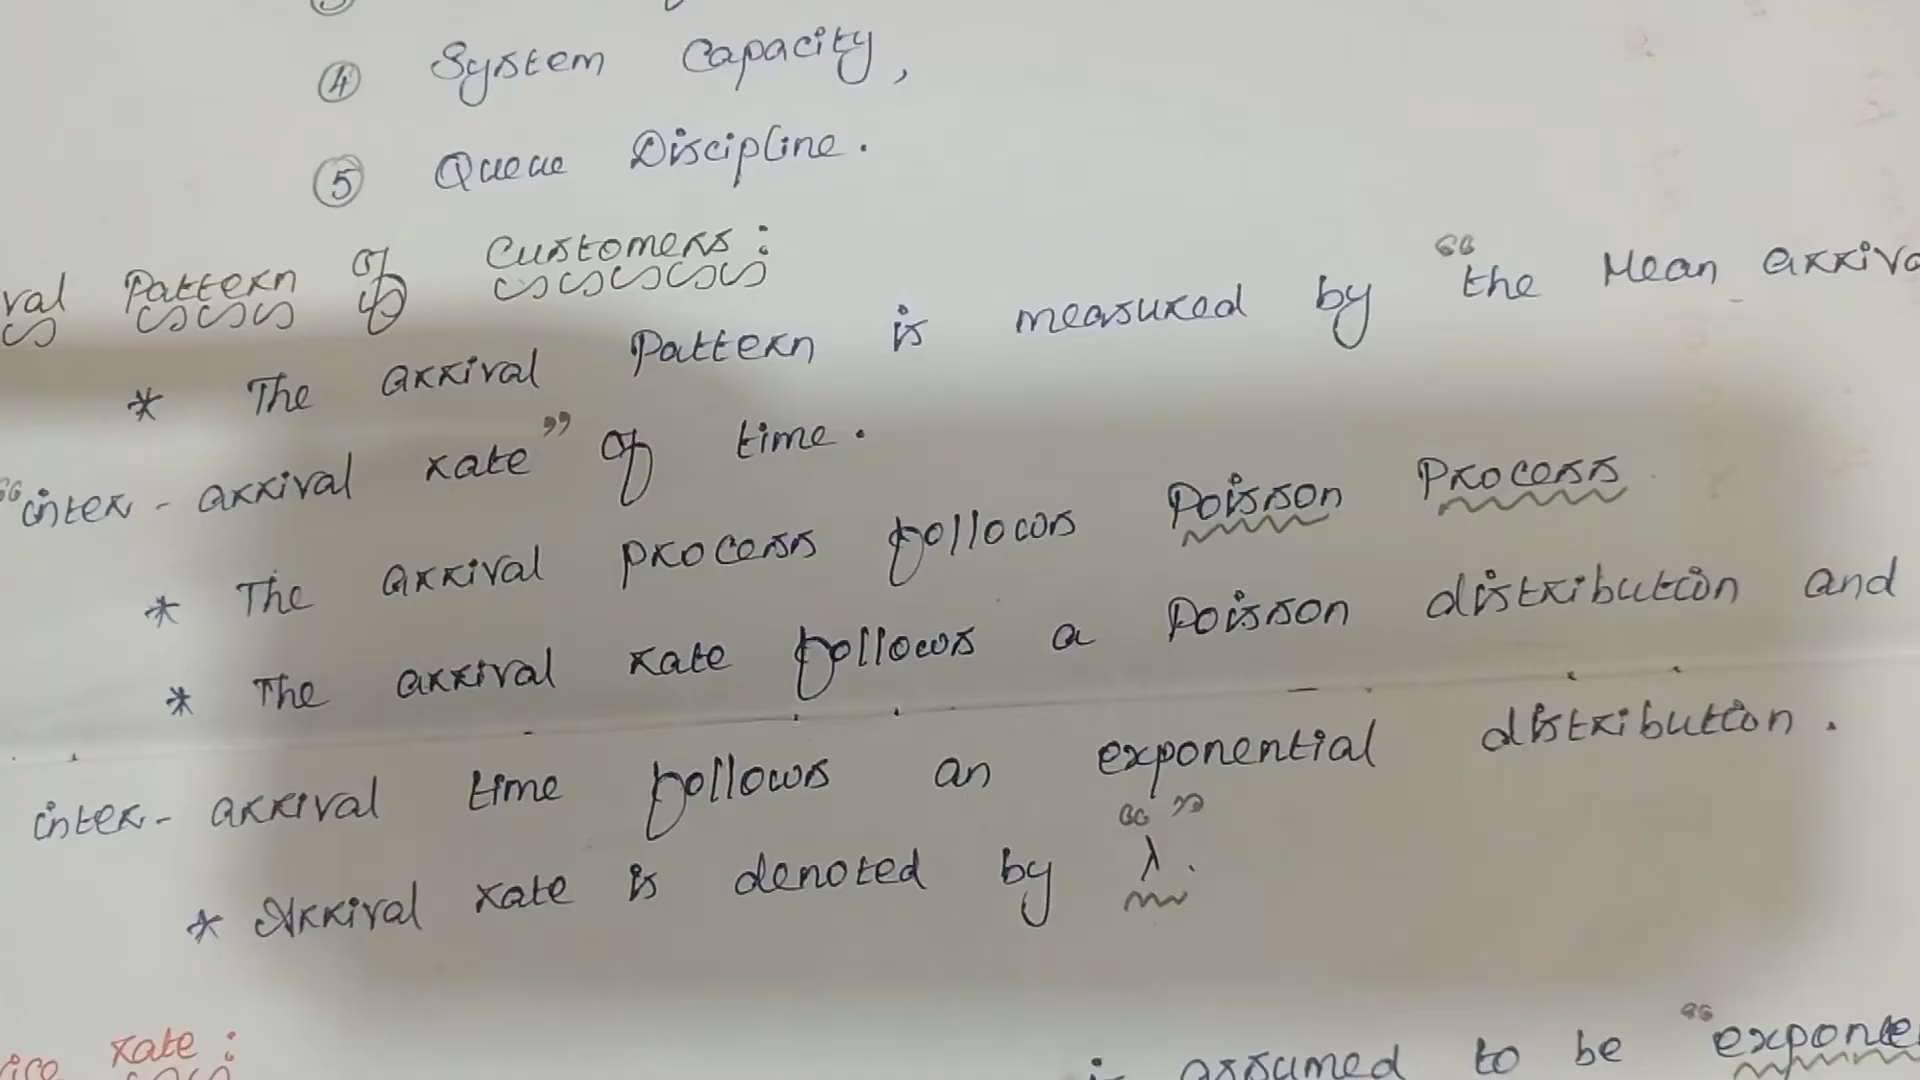 ④ System Capacity,
⑤ Queue Discipline.
val Pattern of Customers:
* The arrival Pattern is measured by "the Mean arriva
"inter-arrival rate" of time.
* The arrival process follows Poisson Process
* The arrival rate follows a Poisson distribution and
inter-arrival time follows an exponential distribution.
* Arrival rate is denoted by "λ".
ice rate:
is assumed to be "expone